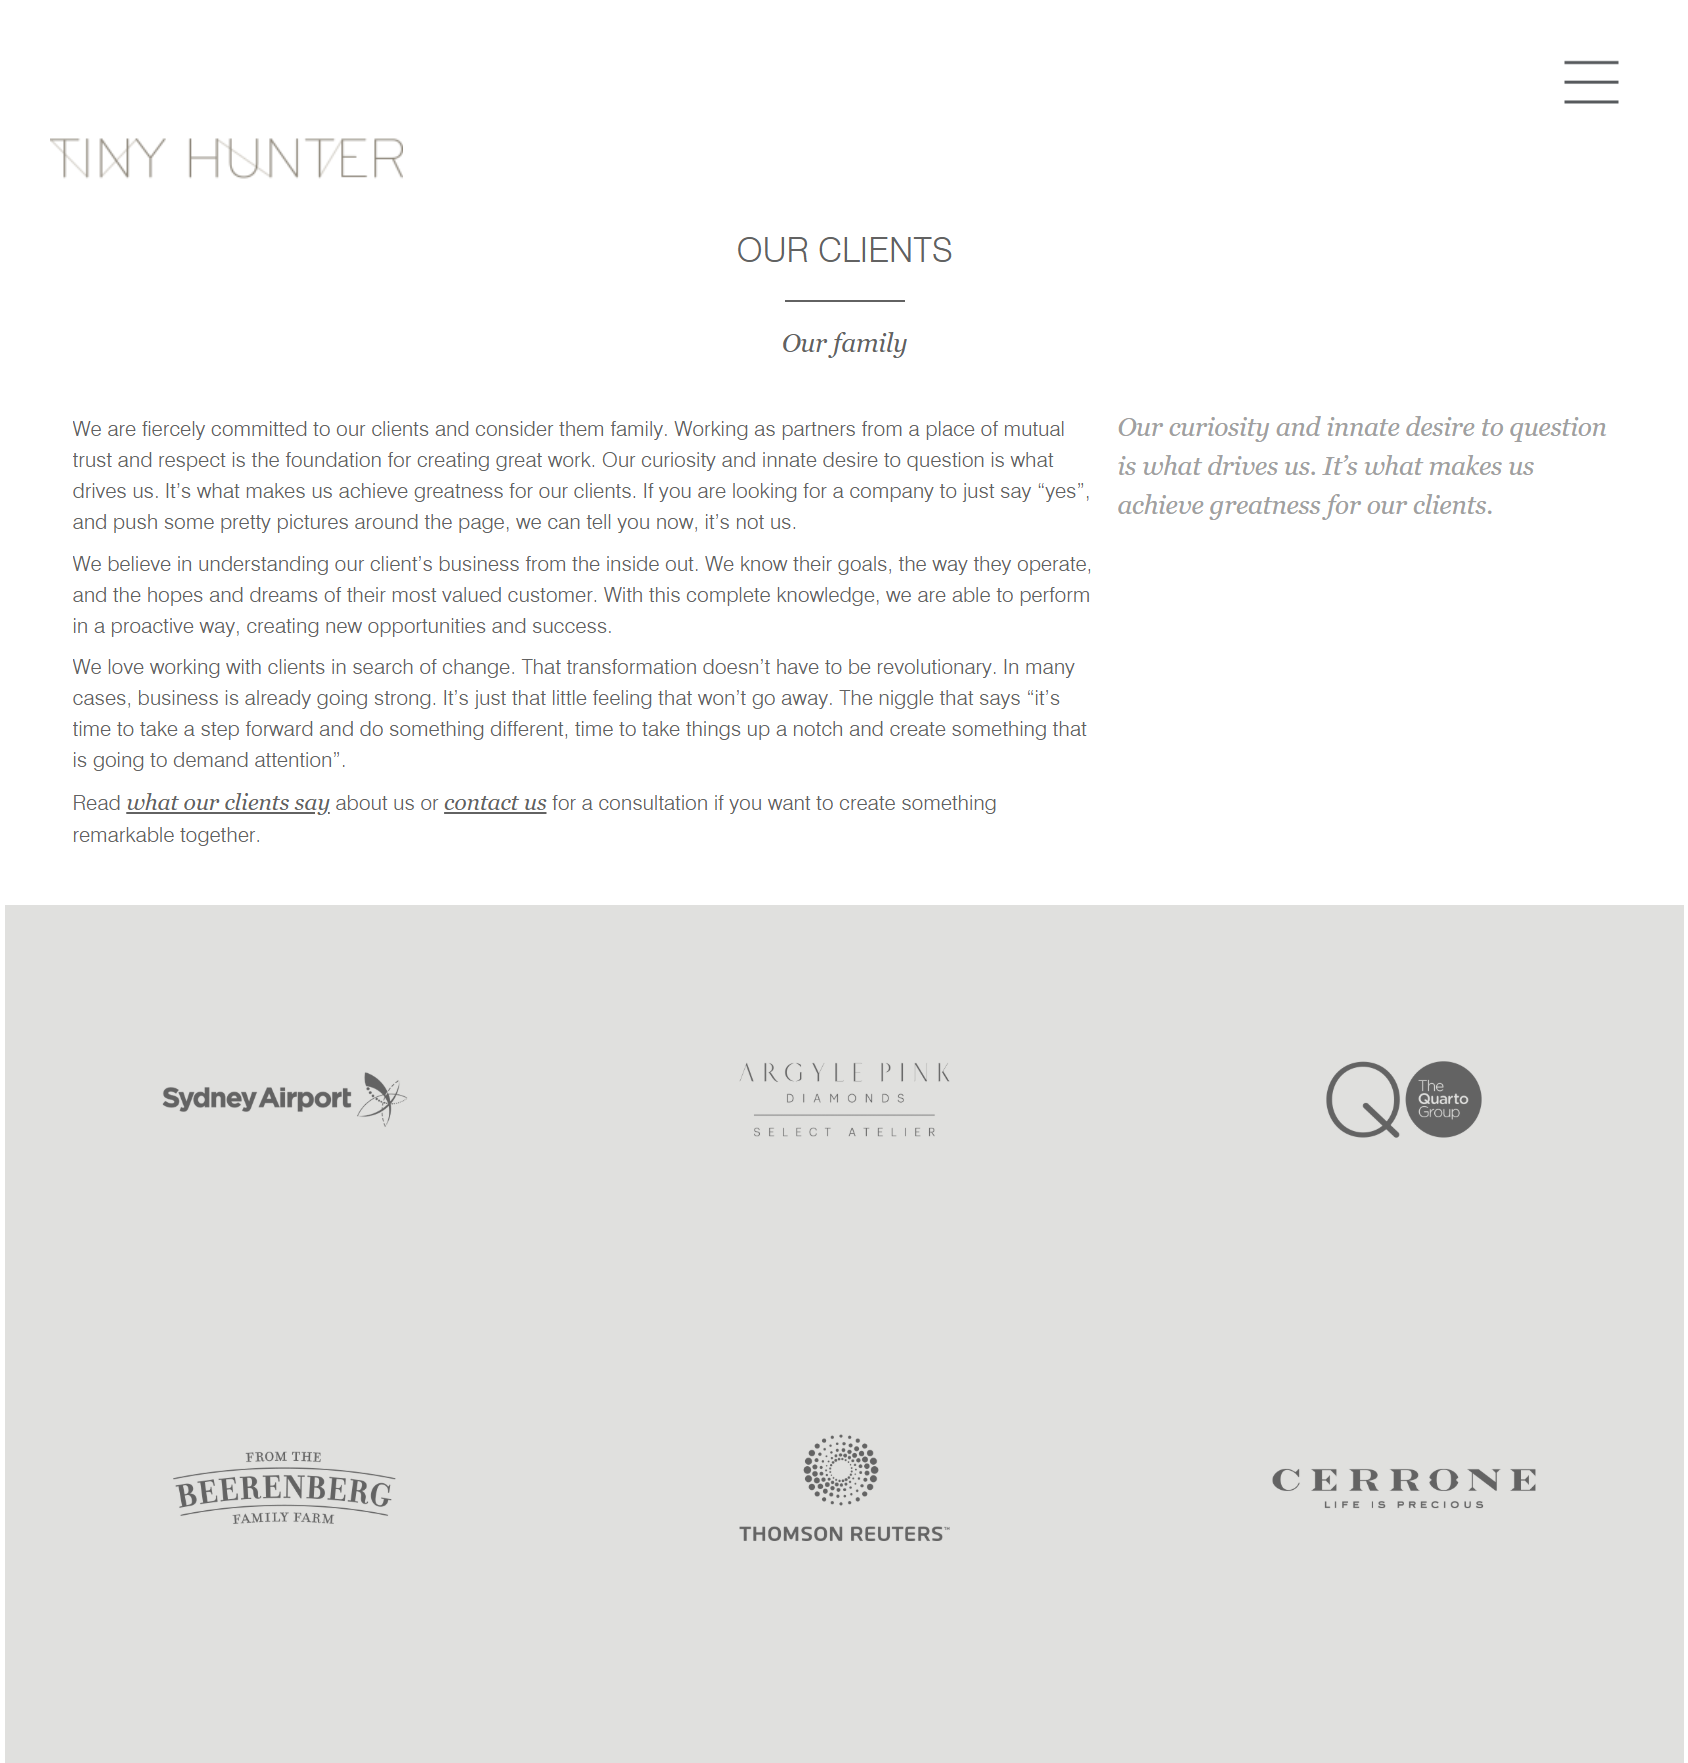 TINY HUNTER
OUR CLIENTS
Our family
We are fiercely committed to our clients and consider them family. Working as partners from a place of mutual
trust and respect is the foundation for creating great work. Our curiosity and innate desire to question is what
drives us. It’s what makes us achieve greatness for our clients. If you are looking for a company to just say “yes”,
and push some pretty pictures around the page, we can tell you now, it’s not us.
We believe in understanding our client’s business from the inside out. We know their goals, the way they operate,
and the hopes and dreams of their most valued customer. With this complete knowledge, we are able to perform
in a proactive way, creating new opportunities and success.
We love working with clients in search of change. That transformation doesn’t have to be revolutionary. In many
cases, business is already going strong. It’s just that little feeling that won’t go away. The niggle that says “it’s
time to take a step forward and do something different, time to take things up a notch and create something that
is going to demand attention”.
Read what our clients say about us or contact us for a consultation if you want to create something
remarkable together.
Our curiosity and innate desire to question
is what drives us. It’s what makes us
achieve greatness for our clients.
Sydney Airport
ARGYLE PINK
DIAMONDS
SELECT ATELIER
Q
The
Quarto
Group
FROM THE
BEERENBERG
FAMILY FARM
THOMSON REUTERS™
CERRONE
LIFE IS PRECIOUS